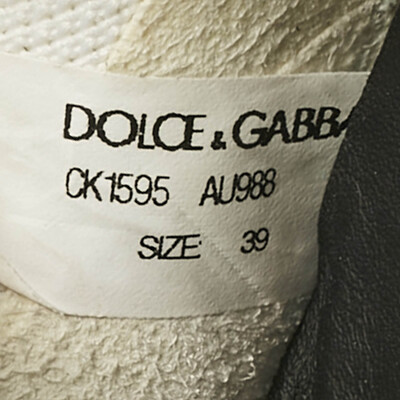 DOLCE & GABBA
CK1595 AU988
SIZE 39